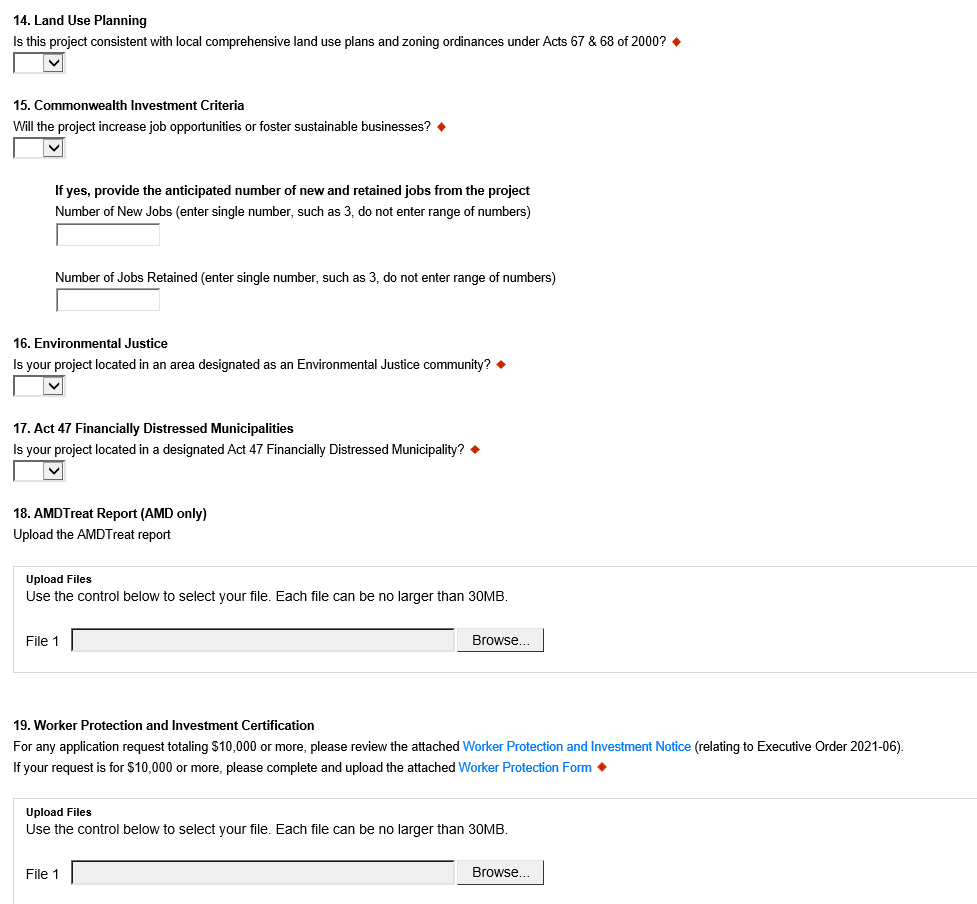 14. Land Use Planning
Is this project consistent with local comprehensive land use plans and zoning ordinances under Acts 67 & 68 of 2000?
15. Commonwealth Investment Criteria
Will the project increase job opportunities or foster sustainable businesses?
If yes, provide the anticipated number of new and retained jobs from the project
Number of New Jobs (enter single number, such as 3, do not enter range of numbers)
Number of Jobs Retained (enter single number, such as 3, do not enter range of numbers)
16. Environmental Justice
Is your project located in an area designated as an Environmental Justice community?
17. Act 47 Financially Distressed Municipalities
Is your project located in a designated Act 47 Financially Distressed Municipality?
18. AMDTreat Report (AMD only)
Upload the AMDTreat report
Upload Files
Use the control below to select your file. Each file can be no larger than 30MB.
File 1 Browse...
19. Worker Protection and Investment Certification
For any application request totaling $10,000 or more, please review the attached Worker Protection and Investment Notice (relating to Executive Order 2021-06).
If your request is for $10,000 or more, please complete and upload the attached Worker Protection Form
Upload Files
Use the control below to select your file. Each file can be no larger than 30MB.
File 1 Browse...